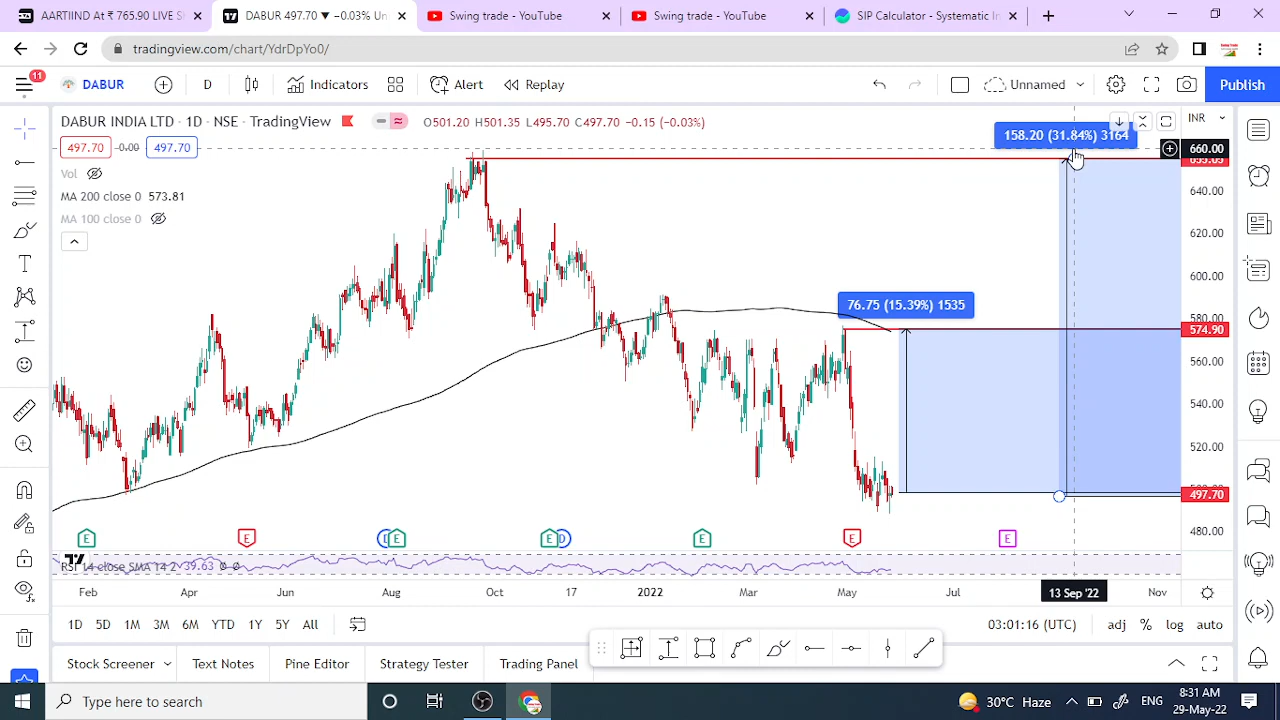 AARTIIND At ₹ 765.90 LIVE S
DABUR 497.70 ▼ −0.03% Un
Swing trade - YouTube
Swing trade - YouTube
SIP Calculator - Systematic In
tradingview.com/chart/YdrDpYo0/
11
DABUR
D
Indicators
Alert
Replay
Unnamed
Publish
DABUR INDIA LTD · 1D · NSE · TradingView
O501.20 H501.35 L495.70 C497.70 −0.15 (−0.03%)
INR
158.20 (31.84%) 3164
660.00
497.70
0.00
497.70
Vol
MA 200 close 0 573.81
MA 100 close 0
640.00
620.00
600.00
580.00
76.75 (15.39%) 1535
574.90
560.00
540.00
520.00
497.70
480.00
E
E
D
E
E
D
E
E
E
RSI 14 close SMA 14 2 39.63
Feb
Apr
Jun
Aug
Oct
17
2022
Mar
May
Jul
13 Sep '22
Nov
1D
5D
1M
3M
6M
YTD
1Y
5Y
All
03:01:16 (UTC)
adj
%
log
auto
Stock Screener
Text Notes
Pine Editor
Strategy Tester
Trading Panel
Type here to search
30°C Haze
ENG
8:31 AM
29-May-22